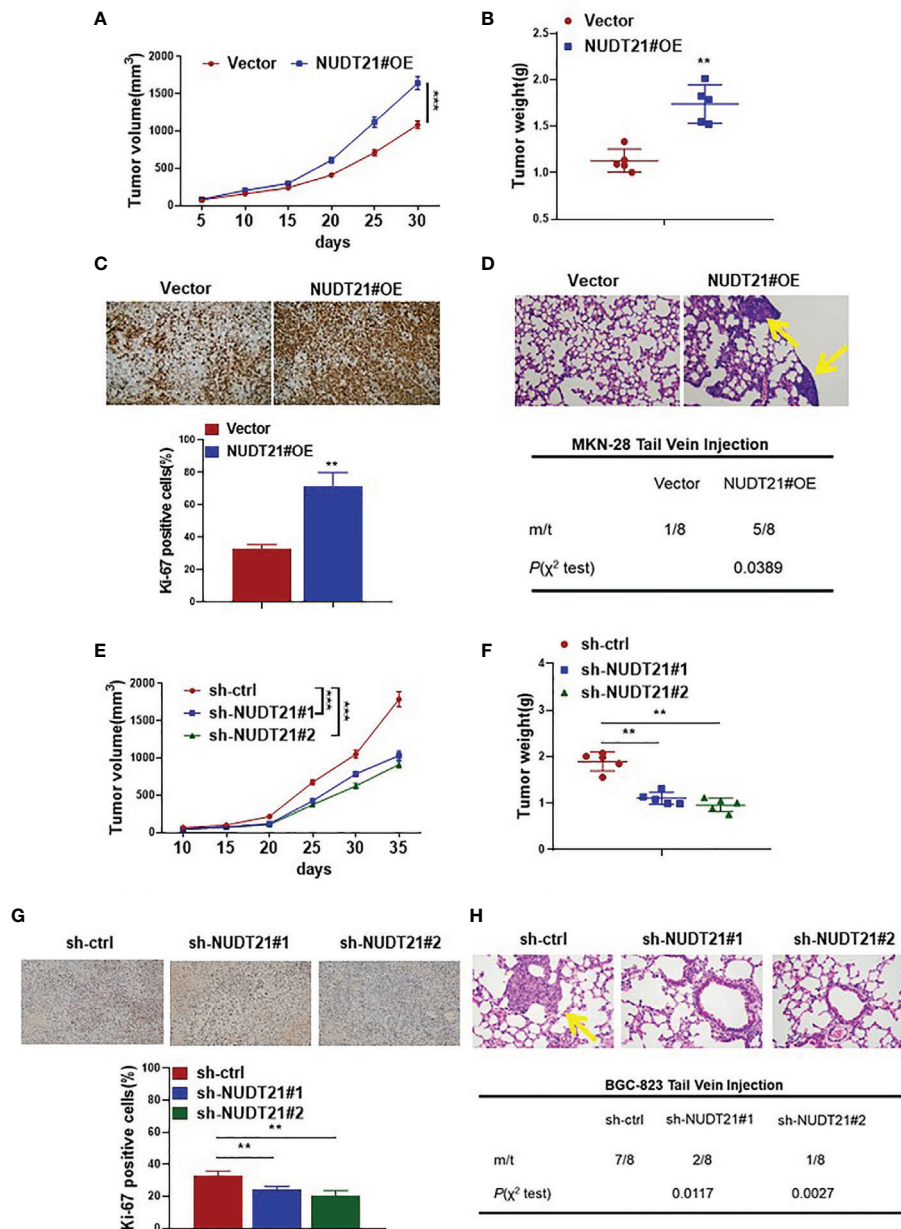 A
Vector
NUDT21#OE
Tumor volume(mm³)
2000
1500
1000
500
0
5 10 15 20 25 30
days
***
B
Vector
NUDT21#OE
**
Tumor weight(g)
2.5
2.0
1.5
1.0
0.5
C
Vector NUDT21#OE
Vector
NUDT21#OE
**
Ki-67 positive cells(%)
100
80
60
40
20
0
D
Vector NUDT21#OE
MKN-28 Tail Vein Injection
Vector NUDT21#OE
m/t 1/8 5/8
P(χ² test) 0.0389
E
sh-ctrl
sh-NUDT21#1
sh-NUDT21#2
***
***
Tumor volume(mm³)
2000
1500
1000
500
0
10 15 20 25 30 35
days
F
sh-ctrl
sh-NUDT21#1
sh-NUDT21#2
**
**
Tumor weight(g)
4
3
2
1
0
G
sh-ctrl sh-NUDT21#1 sh-NUDT21#2
sh-ctrl
sh-NUDT21#1
sh-NUDT21#2
**
**
Ki-67 positive cells(%)
100
80
60
40
20
0
H
sh-ctrl sh-NUDT21#1 sh-NUDT21#2
BGC-823 Tail Vein Injection
sh-ctrl sh-NUDT21#1 sh-NUDT21#2
m/t 7/8 2/8 1/8
P(χ² test) 0.0117 0.0027